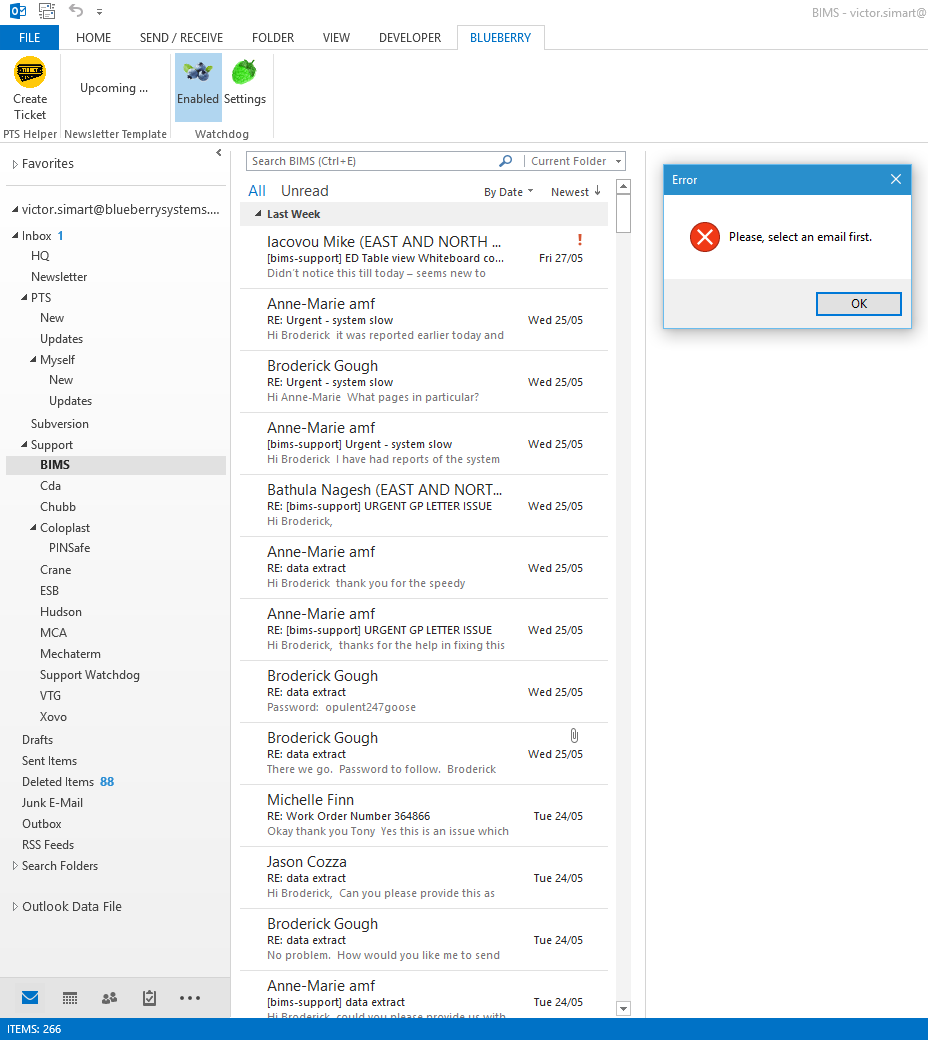 BIMS - victor.simart@
FILE HOME SEND / RECEIVE FOLDER VIEW DEVELOPER BLUEBERRY
TICKET
Create
Ticket
PTS Helper
Upcoming ...
Newsletter Template
Enabled
Settings
Watchdog
Favorites
victor.simart@blueberrysystems....
Inbox 1
HQ
Newsletter
PTS
New
Updates
Myself
New
Updates
Subversion
Support
BIMS
Cda
Chubb
Coloplast
PINSafe
Crane
ESB
Hudson
MCA
Mechaterm
Support Watchdog
VTG
Xovo
Drafts
Sent Items
Deleted Items 88
Junk E-Mail
Outbox
RSS Feeds
Search Folders
Outlook Data File
Search BIMS (Ctrl+E) Current Folder
All Unread By Date Newest
Last Week
Iacovou Mike (EAST AND NORTH ...
[bims-support] ED Table view Whiteboard co... Fri 27/05
Didn't notice this till today – seems new to
Anne-Marie amf
RE: Urgent - system slow Wed 25/05
Hi Broderick it was reported earlier today and
Broderick Gough
RE: Urgent - system slow Wed 25/05
Hi Anne-Marie What pages in particular?
Anne-Marie amf
[bims-support] Urgent - system slow Wed 25/05
Hi Broderick I have had reports of the system
Bathula Nagesh (EAST AND NORT...
RE: [bims-support] URGENT GP LETTER ISSUE Wed 25/05
Hi Broderick,
Anne-Marie amf
RE: data extract Wed 25/05
Hi Broderick thank you for the speedy
Anne-Marie amf
RE: [bims-support] URGENT GP LETTER ISSUE Wed 25/05
Hi Broderick, thanks for the help in fixing this
Broderick Gough
RE: data extract Wed 25/05
Password: opulent247goose
Broderick Gough
RE: data extract Wed 25/05
There we go. Password to follow. Broderick
Michelle Finn
RE: Work Order Number 364866 Tue 24/05
Okay thank you Tony Yes this is an issue which
Jason Cozza
RE: data extract Tue 24/05
Hi Broderick, Can you please provide this as
Broderick Gough
RE: data extract Tue 24/05
No problem. How would you like me to send
Anne-Marie amf
[bims-support] data extract Tue 24/05
Hi Broderick, could you please provide us with
Error
Please, select an email first.
OK
ITEMS: 266